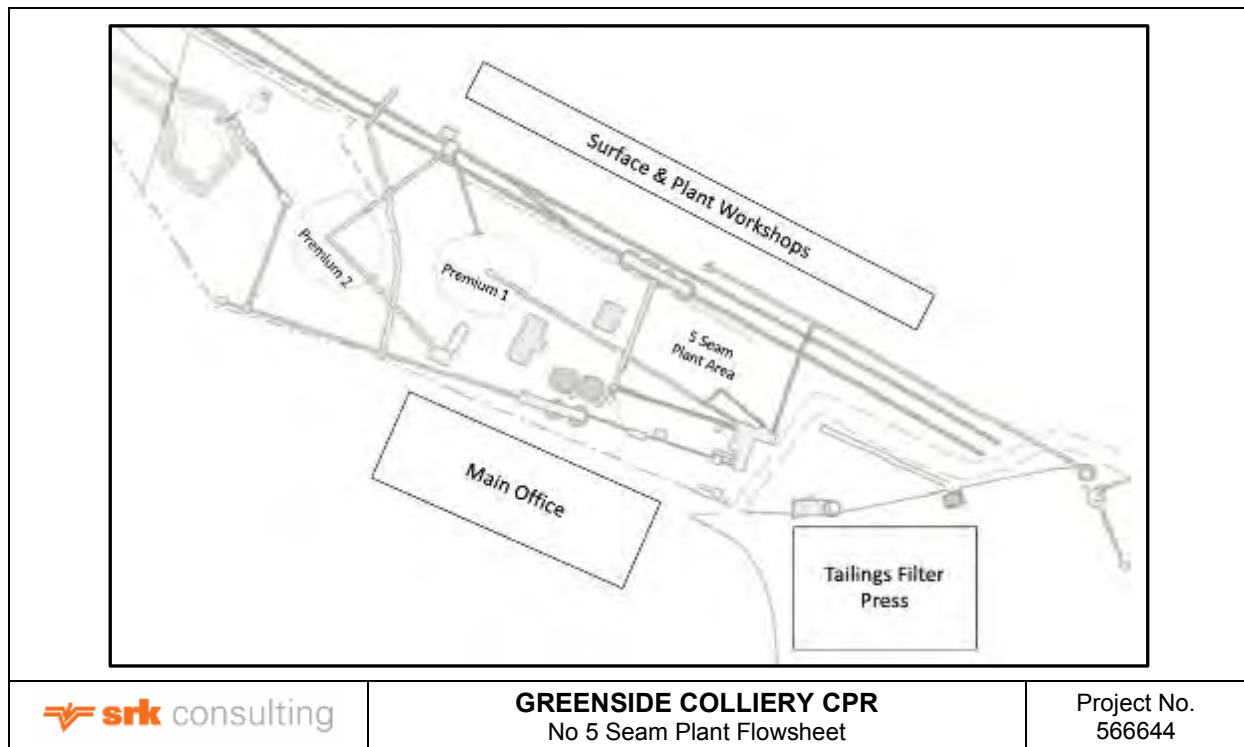 Surface & Plant Workshops
Premium 2
Premium 1
5 Seam
Plant Area
Main Office
Tailings Filter
Press
srk consulting
GREENSIDE COLLIERY CPR
No 5 Seam Plant Flowsheet
Project No.
566644